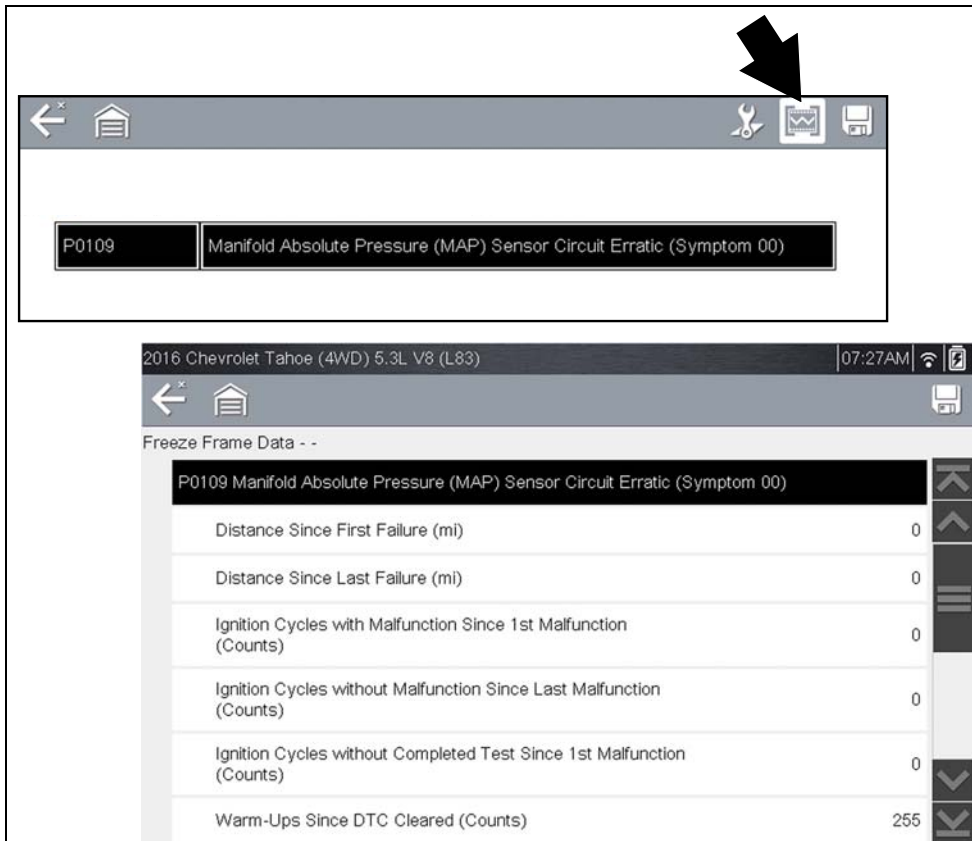 P0109 Manifold Absolute Pressure (MAP) Sensor Circuit Erratic (Symptom 00)
2016 Chevrolet Tahoe (4WD) 5.3L V8 (L83) 07:27AM
Freeze Frame Data - -
P0109 Manifold Absolute Pressure (MAP) Sensor Circuit Erratic (Symptom 00)
Distance Since First Failure (mi) 0
Distance Since Last Failure (mi) 0
Ignition Cycles with Malfunction Since 1st Malfunction
(Counts) 0
Ignition Cycles without Malfunction Since Last Malfunction
(Counts) 0
Ignition Cycles without Completed Test Since 1st Malfunction
(Counts) 0
Warm-Ups Since DTC Cleared (Counts) 255